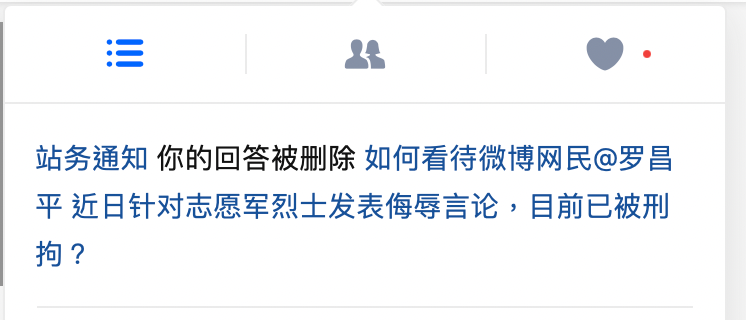 站务通知 你的回答被删除 如何看待微博网民@罗昌
平 近日针对志愿军烈士发表侮辱言论，目前已被刑
拘？